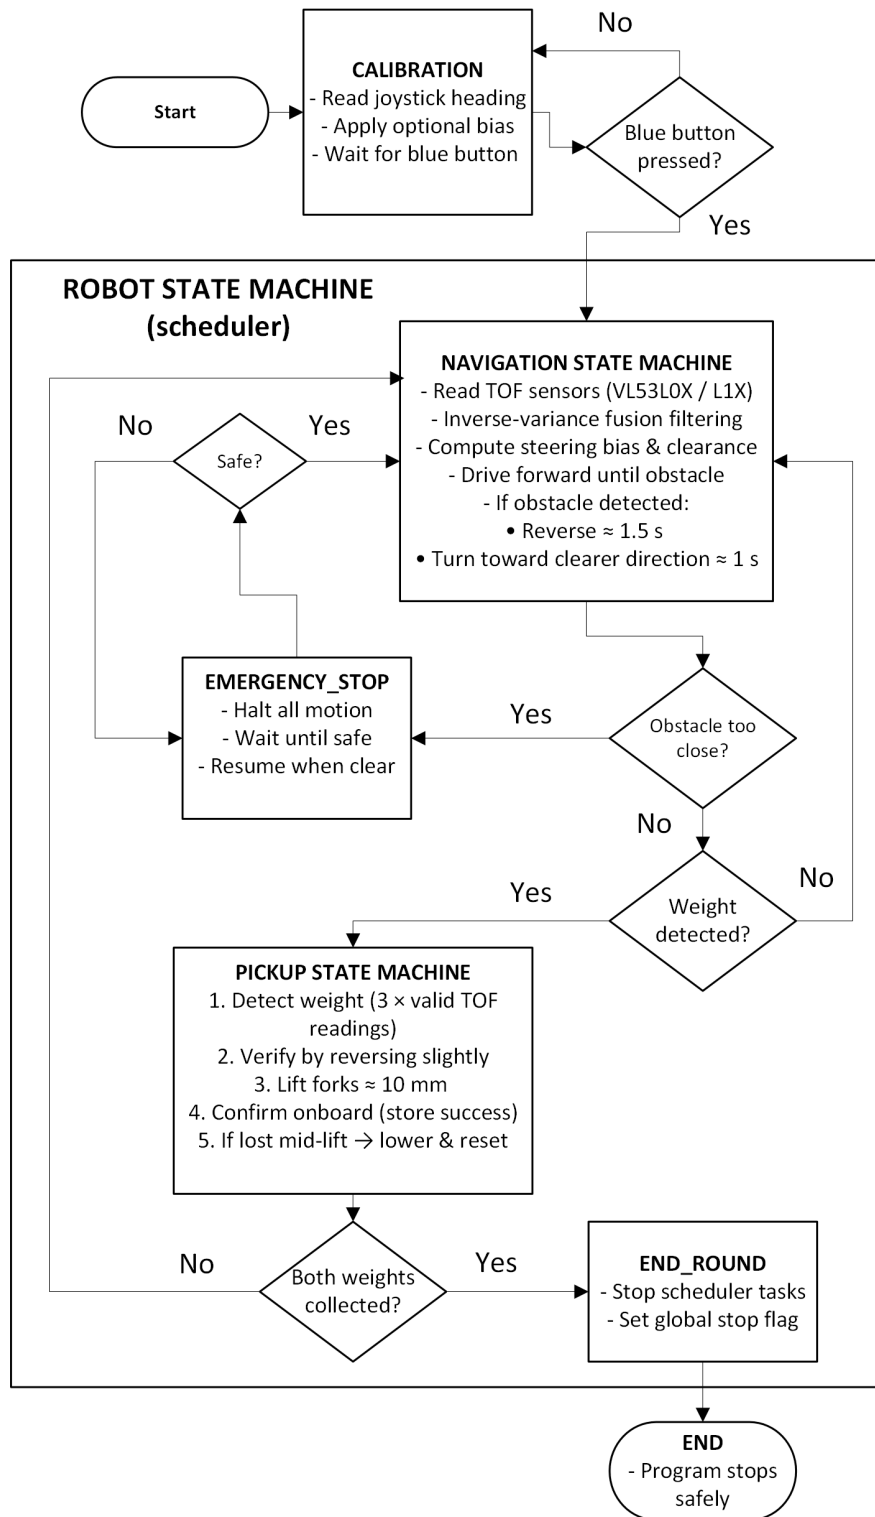 No
CALIBRATION
- Read joystick heading
- Apply optional bias
- Wait for blue button
Start
Blue button
pressed?
Yes
ROBOT STATE MACHINE
(scheduler)
NAVIGATION STATE MACHINE
- Read TOF sensors (VL53L0X / L1X)
- Inverse-variance fusion filtering
- Compute steering bias & clearance
- Drive forward until obstacle
- If obstacle detected:
• Reverse ≈ 1.5 s
• Turn toward clearer direction ≈ 1 s
No
Yes
Safe?
EMERGENCY_STOP
- Halt all motion
- Wait until safe
- Resume when clear
Yes
Obstacle too
close?
No
Yes
Weight
detected?
No
PICKUP STATE MACHINE
1. Detect weight (3 × valid TOF
readings)
2. Verify by reversing slightly
3. Lift forks ≈ 10 mm
4. Confirm onboard (store success)
5. If lost mid-lift → lower & reset
No
Both weights
collected?
Yes
END_ROUND
- Stop scheduler tasks
- Set global stop flag
END
- Program stops
safely